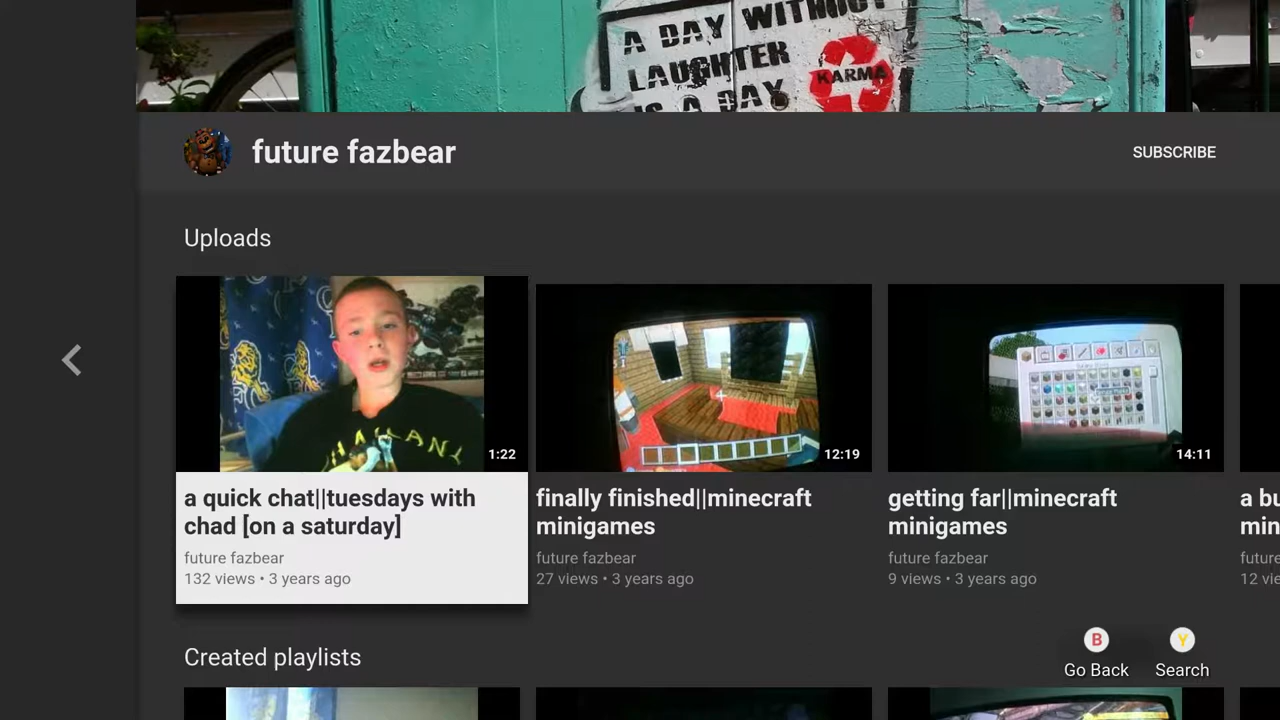 A DAY WITHOUT
LAUGHTER
IS A DAY
KARMA
future fazbear
SUBSCRIBE
Uploads
1:22
12:19
14:11
a quick chat||tuesdays with
chad [on a saturday]
future fazbear
132 views • 3 years ago
finally finished||minecraft
minigames
future fazbear
27 views • 3 years ago
getting far||minecraft
minigames
future fazbear
9 views • 3 years ago
a bu
min
future
12 vie
B
Go Back
Y
Search
Created playlists